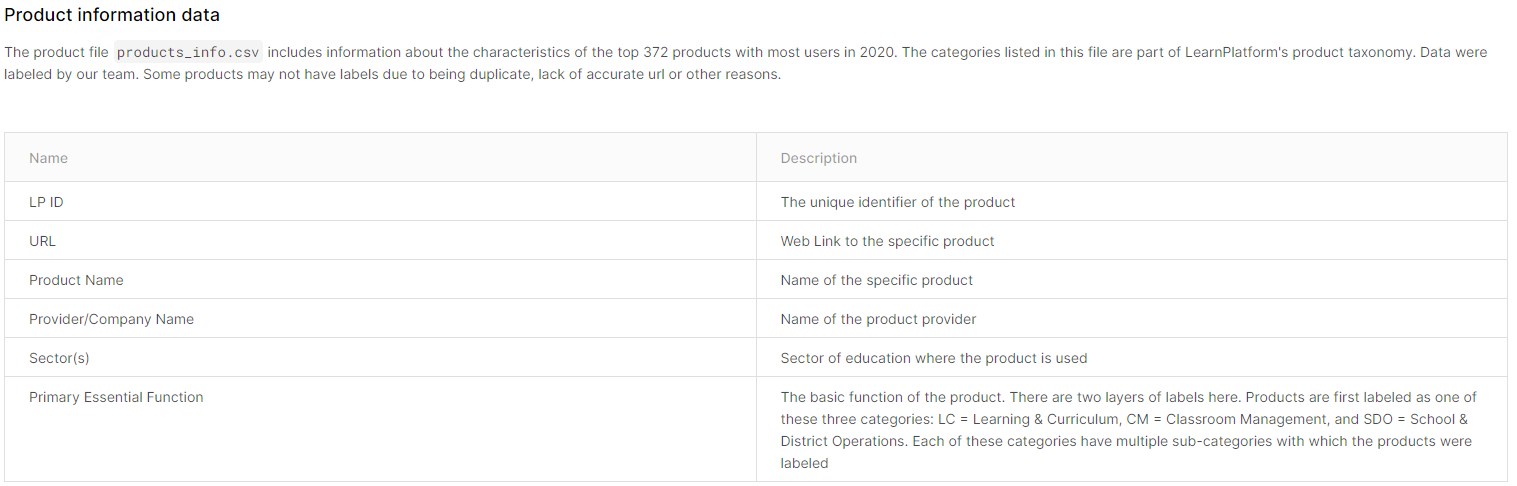 Product information data
The product file products_info.csv includes information about the characteristics of the top 372 products with most users in 2020. The categories listed in this file are part of LearnPlatform's product taxonomy. Data were
labeled by our team. Some products may not have labels due to being duplicate, lack of accurate url or other reasons.
Name Description
LP ID The unique identifier of the product
URL Web Link to the specific product
Product Name Name of the specific product
Provider/Company Name Name of the product provider
Sector(s) Sector of education where the product is used
Primary Essential Function The basic function of the product. There are two layers of labels here. Products are first labeled as one of
these three categories: LC = Learning & Curriculum, CM = Classroom Management, and SDO = School &
District Operations. Each of these categories have multiple sub-categories with which the products were
labeled